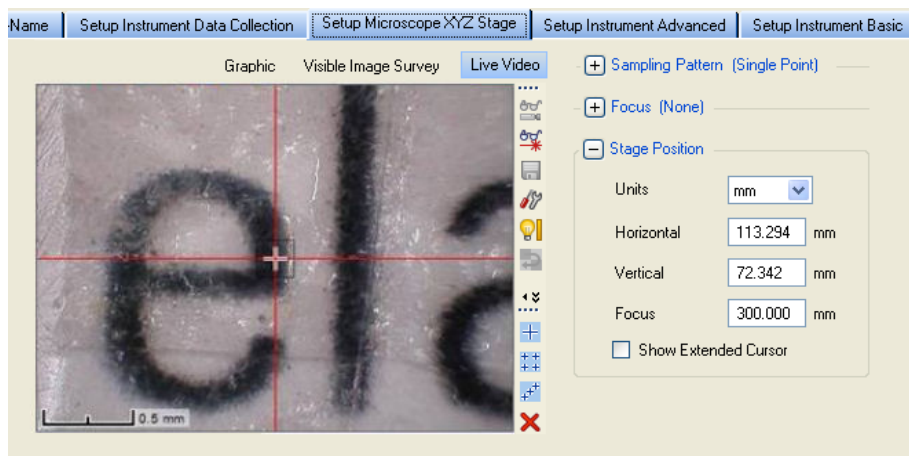 Name Setup Instrument Data Collection Setup Microscope XYZ Stage Setup Instrument Advanced Setup Instrument Basic
Graphic Visible Image Survey Live Video
ela
0.5 mm
Sampling Pattern (Single Point)
Focus (None)
Stage Position
Units mm
Horizontal 113.294 mm
Vertical 72.342 mm
Focus 300.000 mm
Show Extended Cursor